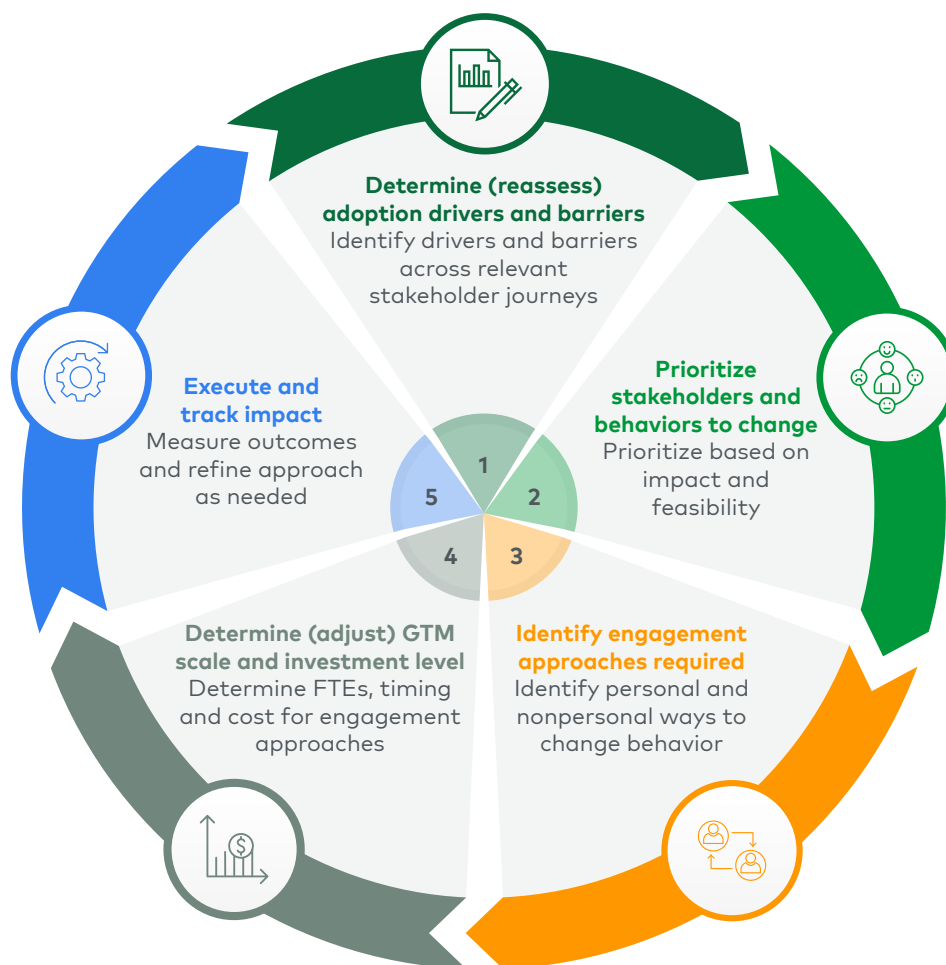 Determine (reassess)
adoption drivers and barriers
Identify drivers and barriers
across relevant
stakeholder journeys
Prioritize
stakeholders and
behaviors to change
Prioritize based on
impact and
feasibility
Identify engagement
approaches required
Identify personal and
nonpersonal ways to
change behavior
Determine (adjust) GTM
scale and investment level
Determine FTEs, timing
and cost for engagement
approaches
Execute and
track impact
Measure outcomes
and refine approach
as needed
1
2
3
4
5
$